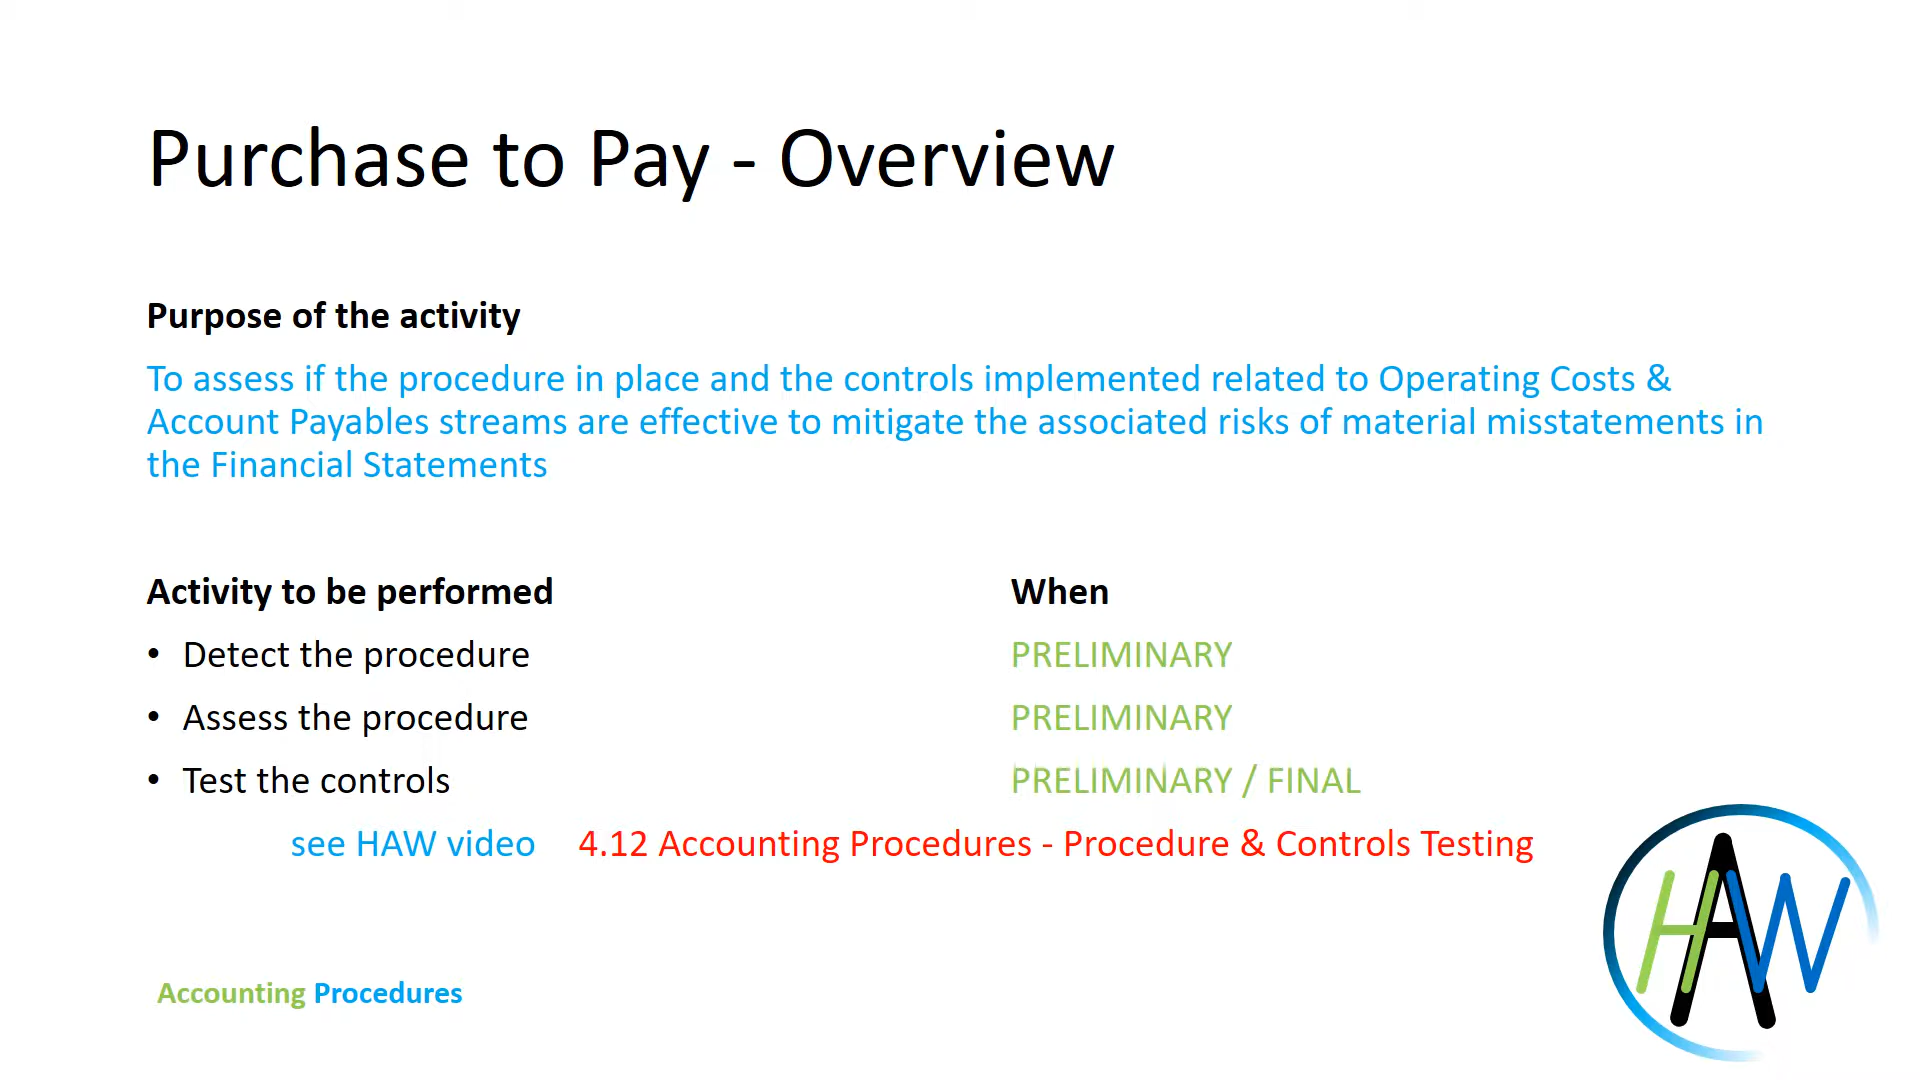 Purchase to Pay - Overview
Purpose of the activity
To assess if the procedure in place and the controls implemented related to Operating Costs &
Account Payables streams are effective to mitigate the associated risks of material misstatements in
the Financial Statements
Activity to be performed When
• Detect the procedure PRELIMINARY
• Assess the procedure PRELIMINARY
• Test the controls PRELIMINARY / FINAL
see HAW video 4.12 Accounting Procedures - Procedure & Controls Testing
HAW
Accounting Procedures